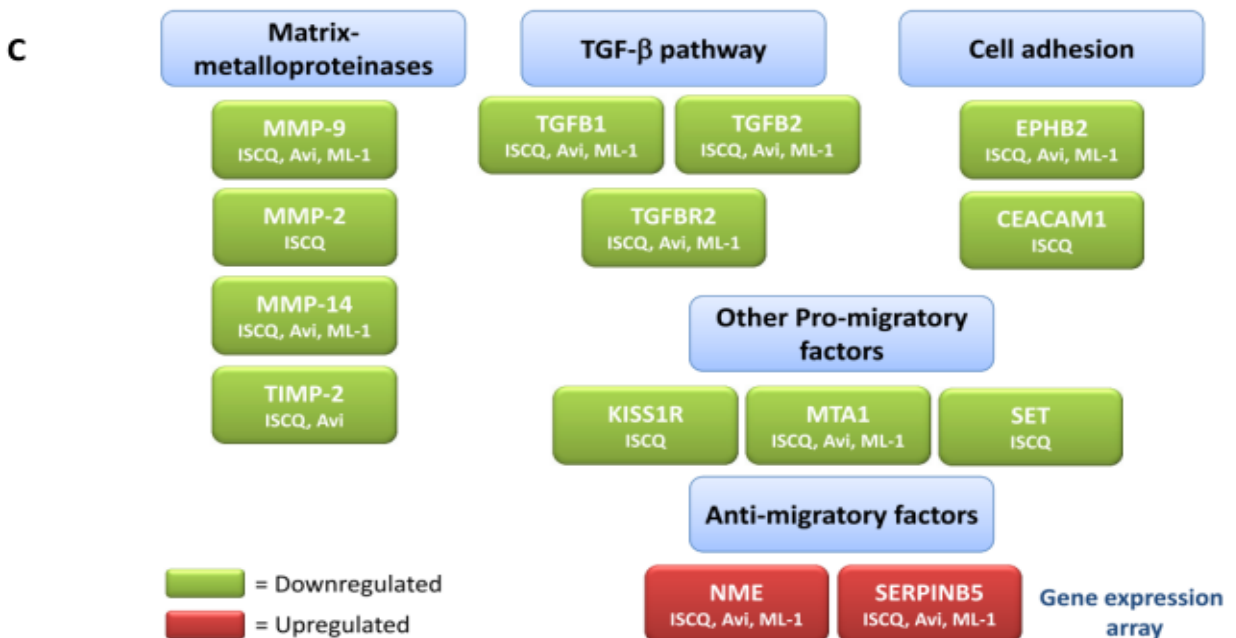 C
Matrix-
metalloproteinases
MMP-9
ISCQ, Avi, ML-1
MMP-2
ISCQ
MMP-14
ISCQ, Avi, ML-1
TIMP-2
ISCQ, Avi
TGF-β pathway
TGFB1
ISCQ, Avi, ML-1
TGFB2
ISCQ, Avi, ML-1
TGFBR2
ISCQ, Avi, ML-1
Cell adhesion
EPHB2
ISCQ, Avi, ML-1
CEACAM1
ISCQ
Other Pro-migratory
factors
KISS1R
ISCQ
MTA1
ISCQ, Avi, ML-1
SET
ISCQ
Anti-migratory factors
NME
ISCQ, Avi, ML-1
SERPINB5
ISCQ, Avi, ML-1
= Downregulated
= Upregulated
Gene expression
array